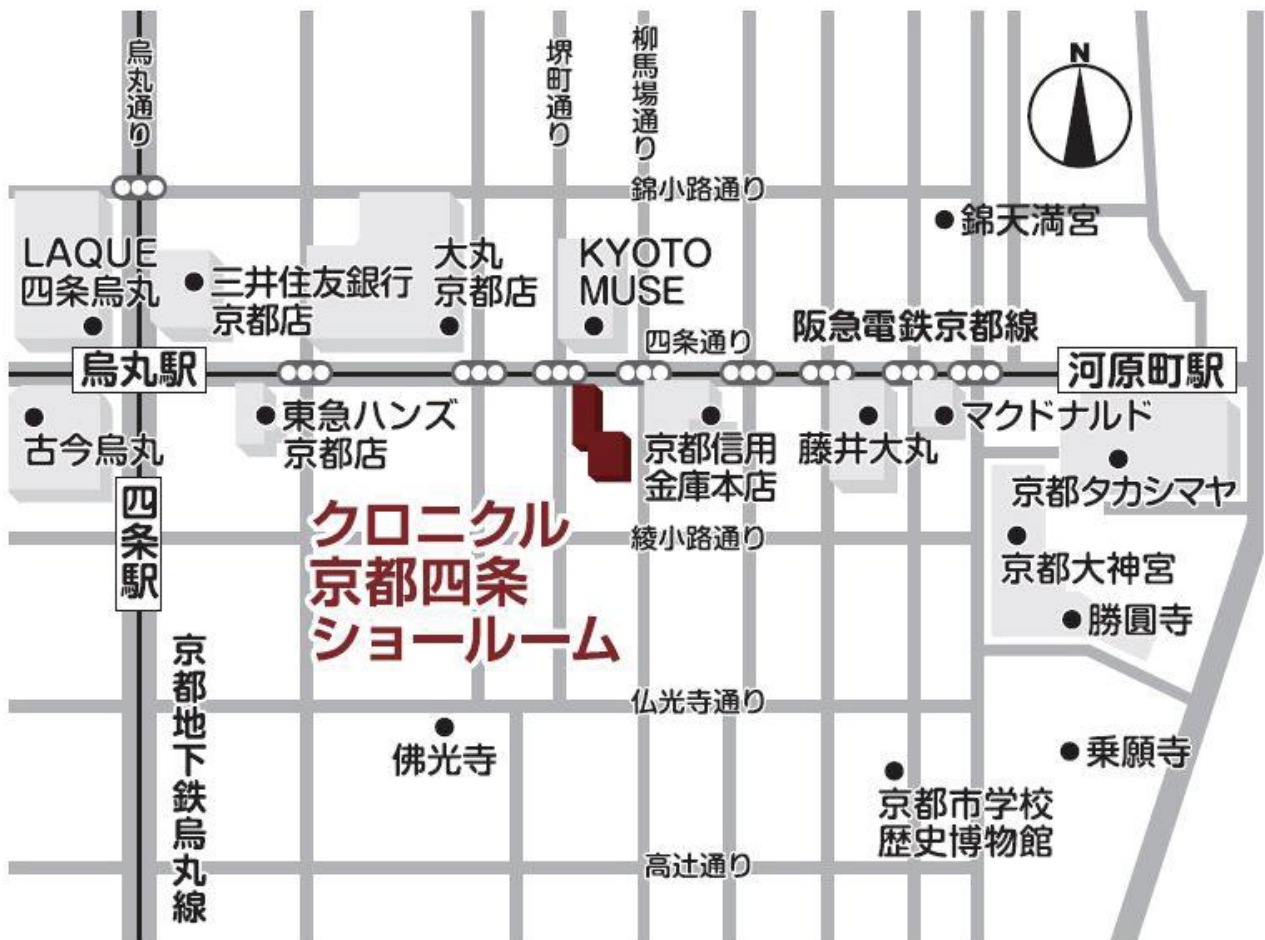 烏丸通り
堺町通り
柳馬場通り
N
錦小路通り
錦天満宮
LAQUE
四条烏丸
三井住友銀行
京都店
大丸
京都店
KYOTO
MUSE
四条通り
阪急電鉄京都線
烏丸駅
河原町駅
古今烏丸
東急ハンズ
京都店
京都信用
金庫本店
藤井大丸
マクドナルド
京都タカシマヤ
四条駅
クロニクル
京都四条
ショールーム
綾小路通り
京都大神宮
勝圓寺
京都地下鉄烏丸線
仏光寺通り
佛光寺
乗願寺
京都市学校
歴史博物館
高辻通り